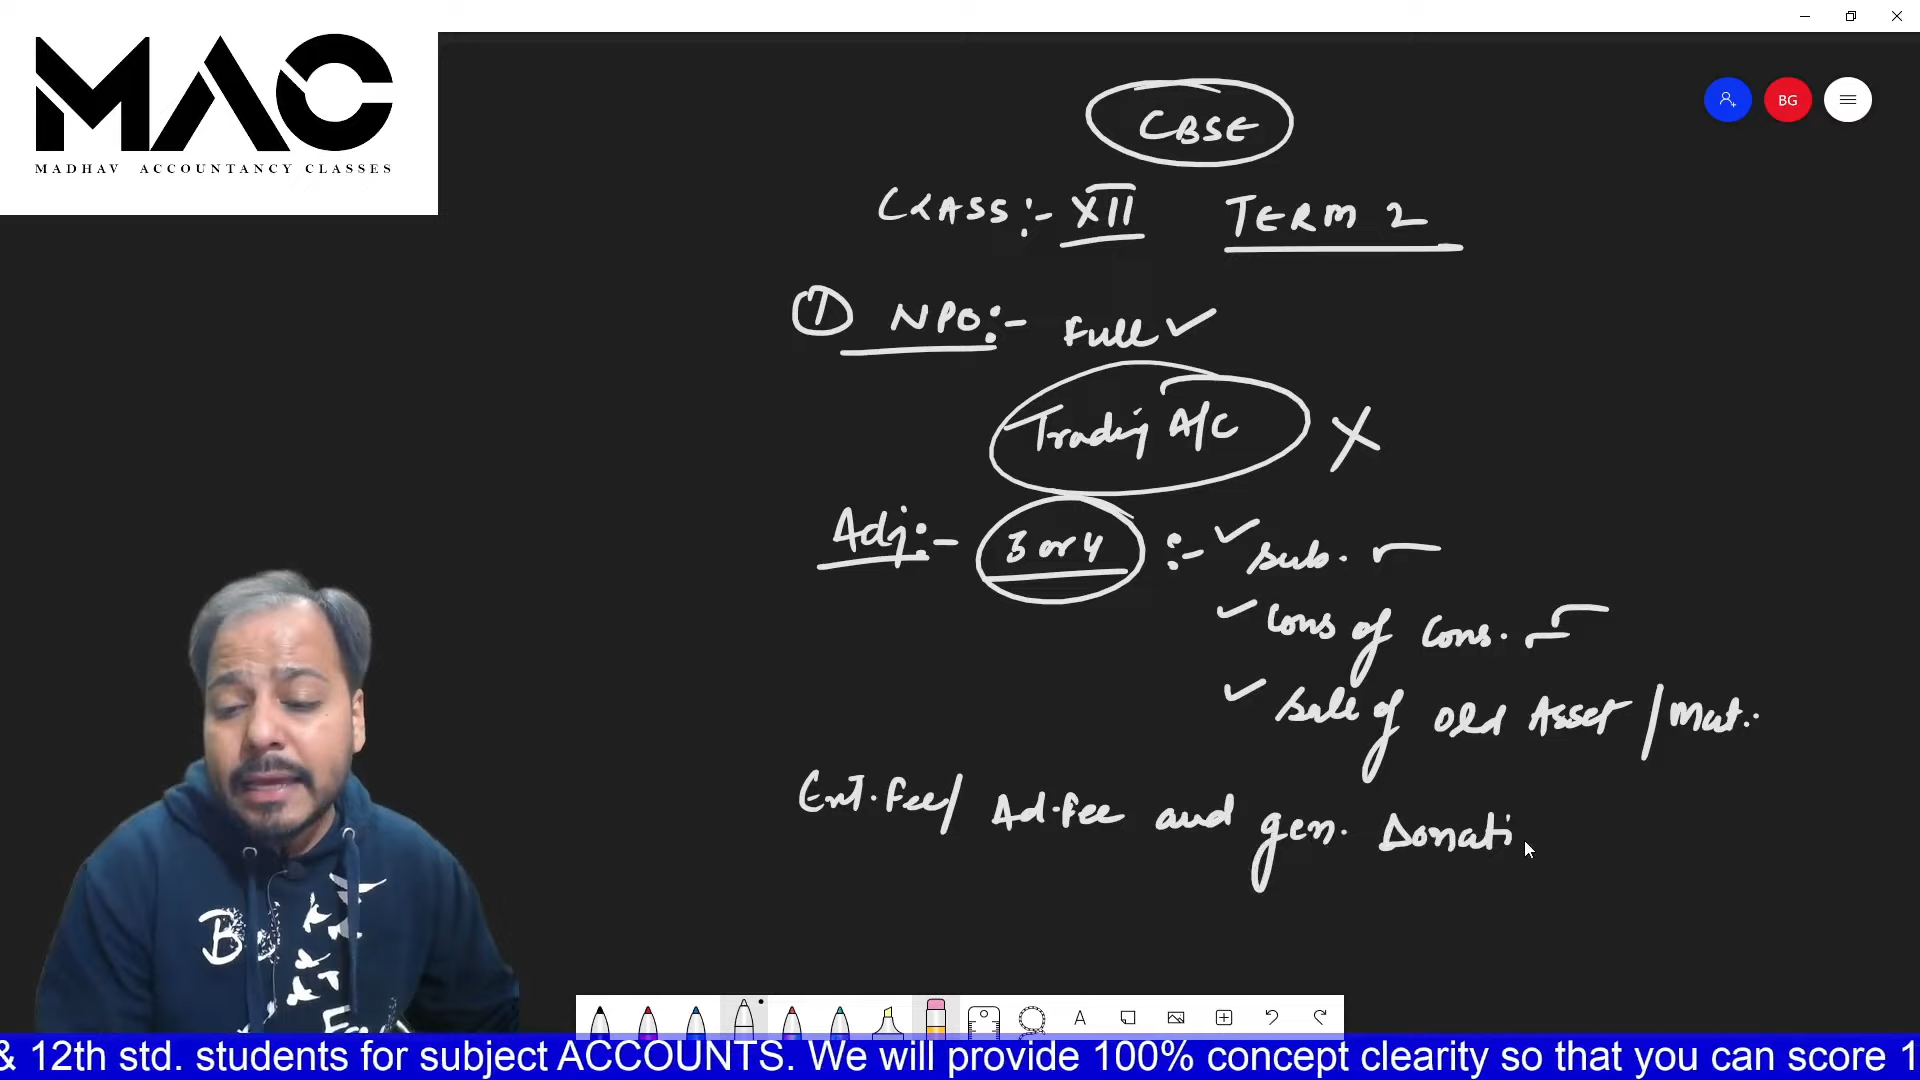 MAC
MADHAV ACCOUNTANCY CLASSES
BG
CBSE
CLASS:- XII TERM 2
① NPO:- Full ✓
Trading A/C X
Adj:- 3 or 4 :- ✓ Sub.
✓ Cons of Cons.
✓ Sale of Old Asset / Mat..
Ent. Fee/ Ad. Fee and gen. Donati
A
& 12th std. students for subject ACCOUNTS. We will provide 100% concept clearity so that you can score 1